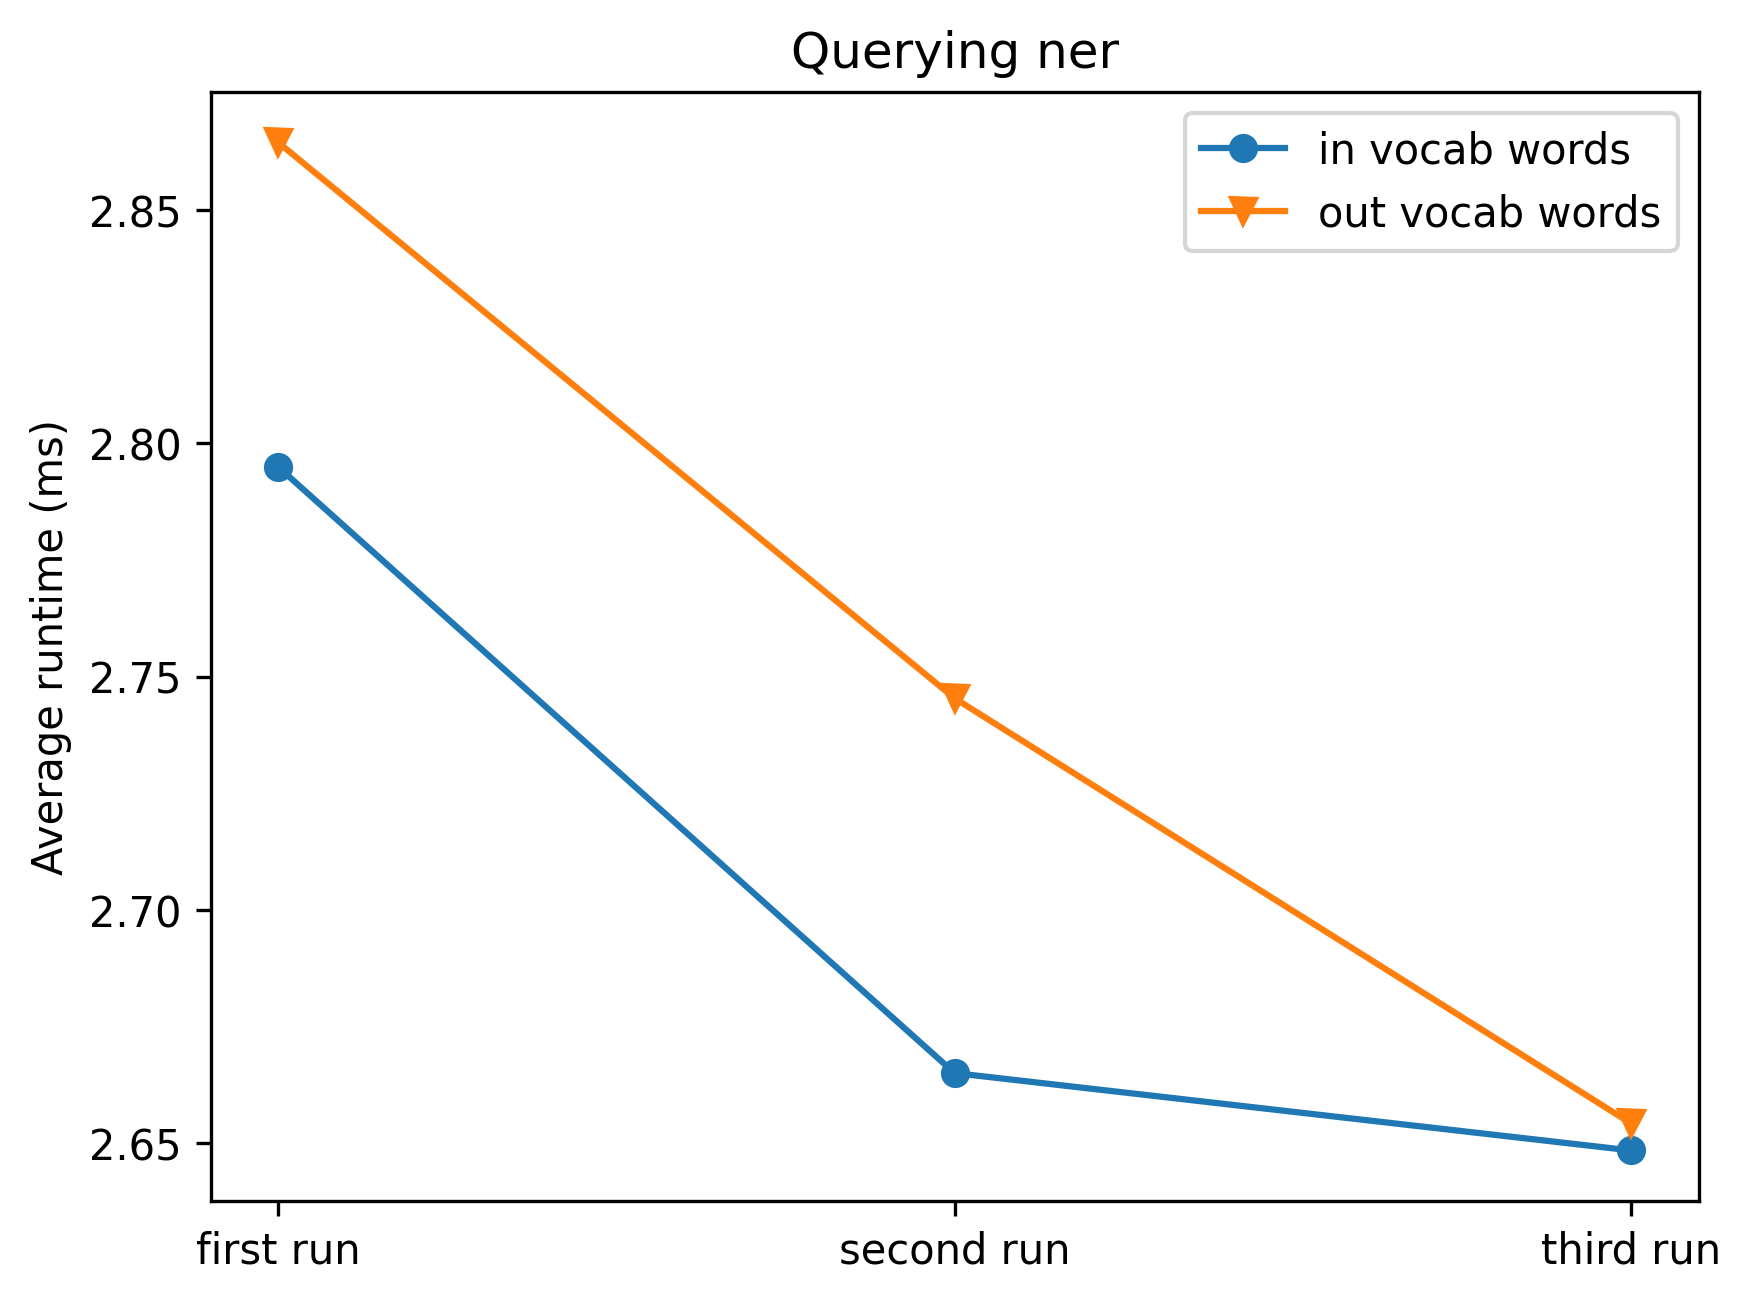 Querying ner
in vocab words
out vocab words
Average runtime (ms)
2.85
2.80
2.75
2.70
2.65
first run
second run
third run